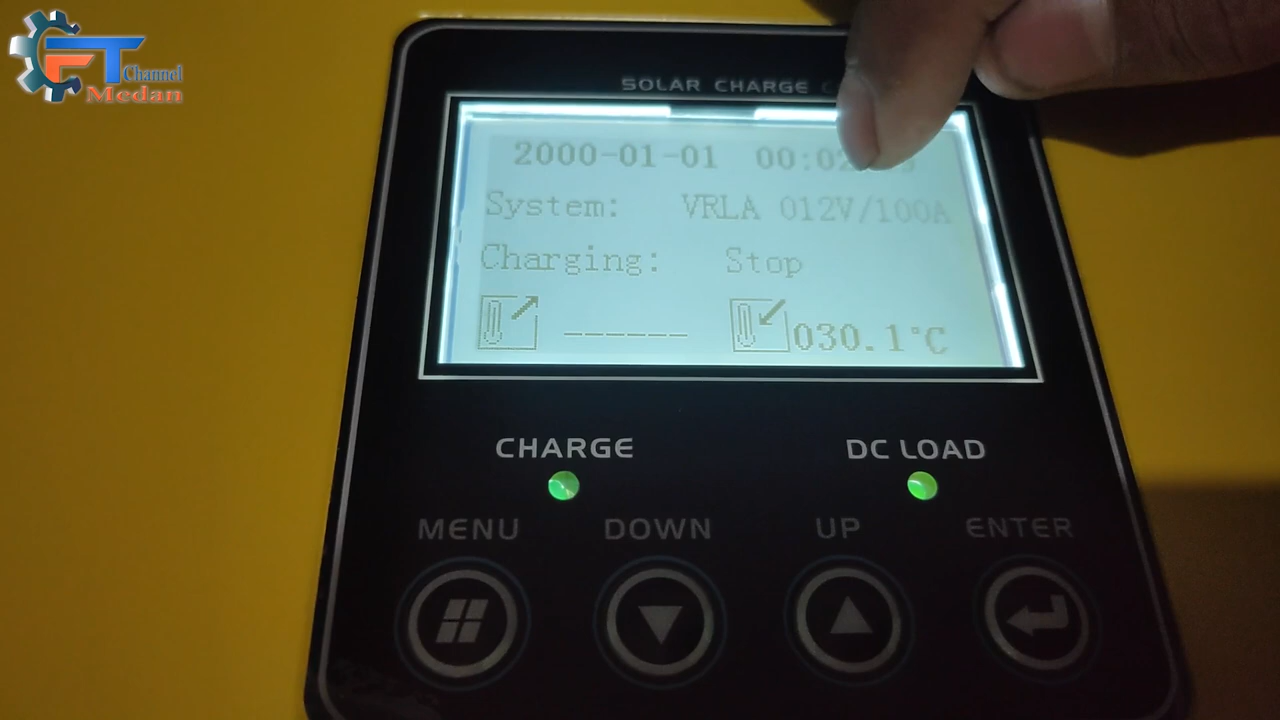 FT Channel
Medan
SOLAR CHARGE
2000-01-01 00:02
System: VRLA 012V/100A
Charging: Stop
------ 030.1°C
CHARGE DC LOAD
MENU DOWN UP ENTER